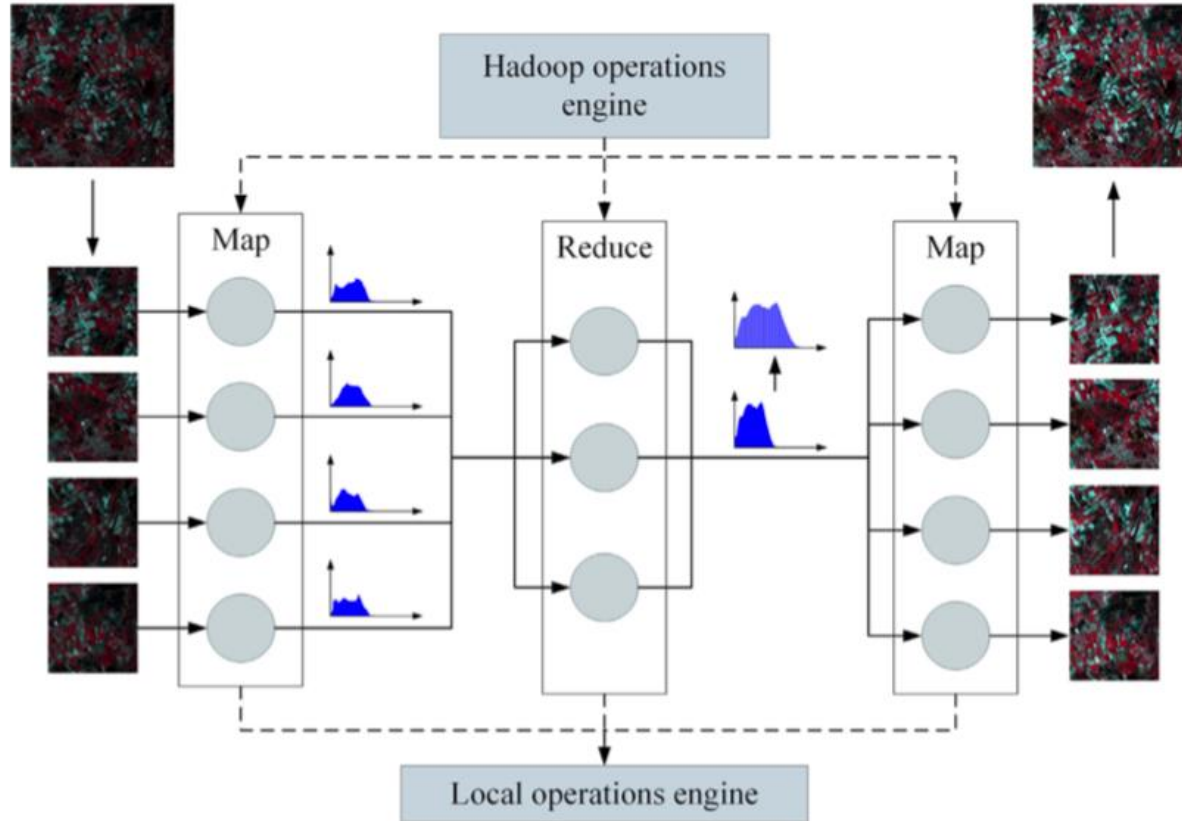 Hadoop operations
engine
Map
Reduce
Map
Local operations engine